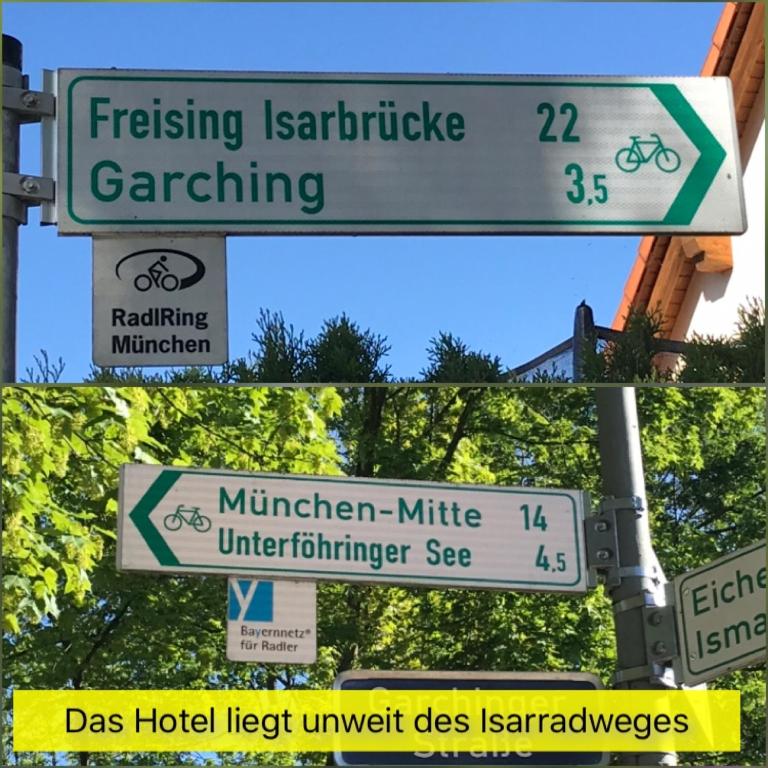 Freising Isarbrücke 22
Garching 3,5
RadlRing
München
München-Mitte 14
Unterföhringer See 4,5
Bayernnetz®
für Radler
Eiche
Isma
Garchinger
Straße
Das Hotel liegt unweit des Isarradweges